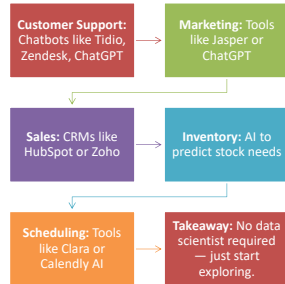 Customer Support:
Chatbots like Tidio,
Zendesk, ChatGPT
Marketing: Tools
like Jasper or
ChatGPT
Sales: CRMs like
HubSpot or Zoho
Inventory: AI to
predict stock needs
Scheduling: Tools
like Clara or
Calendly AI
Takeaway: No data
scientist required
— just start
exploring.